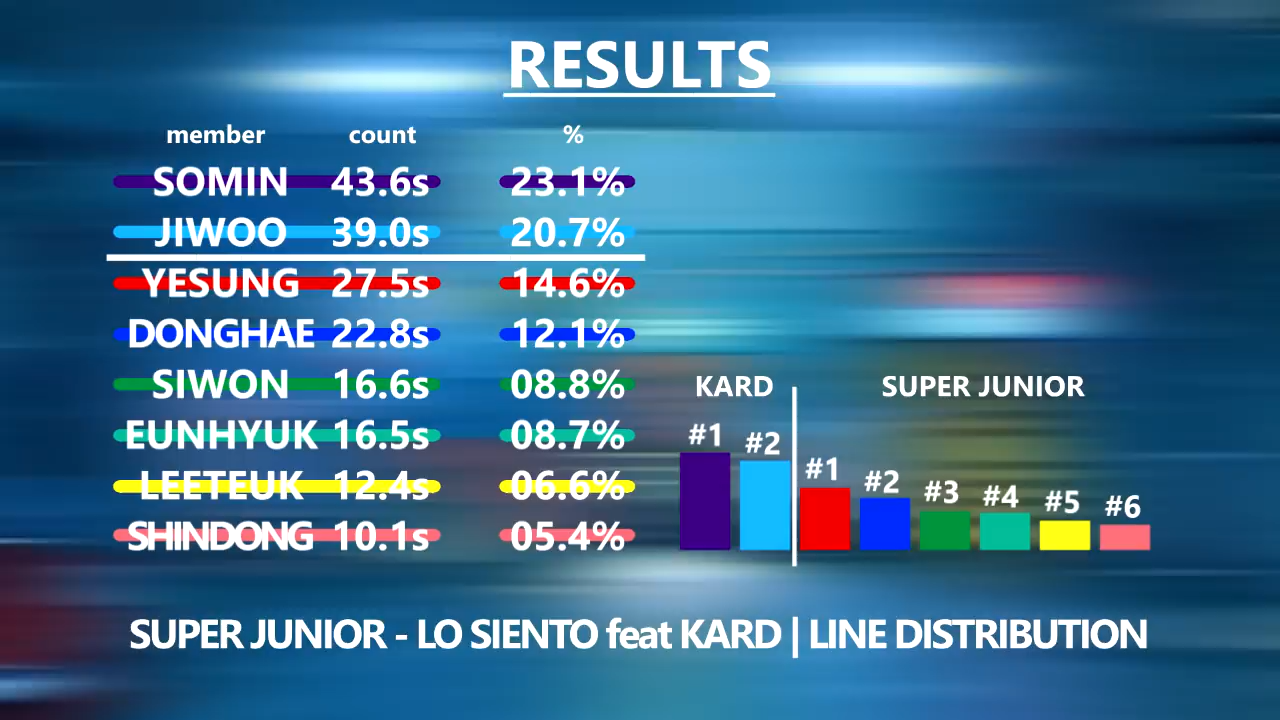 RESULTS
member count %
SOMIN 43.6s 23.1%
JIWOO 39.0s 20.7%
YESUNG 27.5s 14.6%
DONGHAE 22.8s 12.1%
SIWON 16.6s 08.8%
EUNHYUK 16.5s 08.7%
LEETEUK 12.4s 06.6%
SHINDONG 10.1s 05.4%
KARD SUPER JUNIOR
#1 #2 #1 #2 #3 #4 #5 #6
SUPER JUNIOR - LO SIENTO feat KARD | LINE DISTRIBUTION